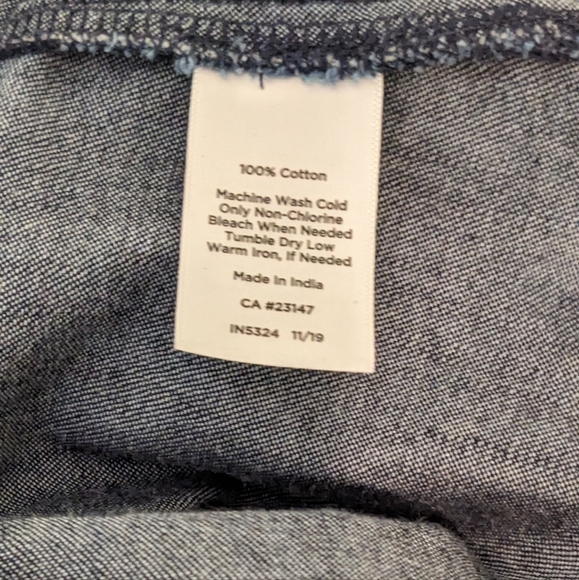 100% Cotton
Machine Wash Cold
Only Non-Chlorine
Bleach When Needed
Tumble Dry Low
Warm Iron, If Needed
Made In India
CA #23147
IN5324 11/19